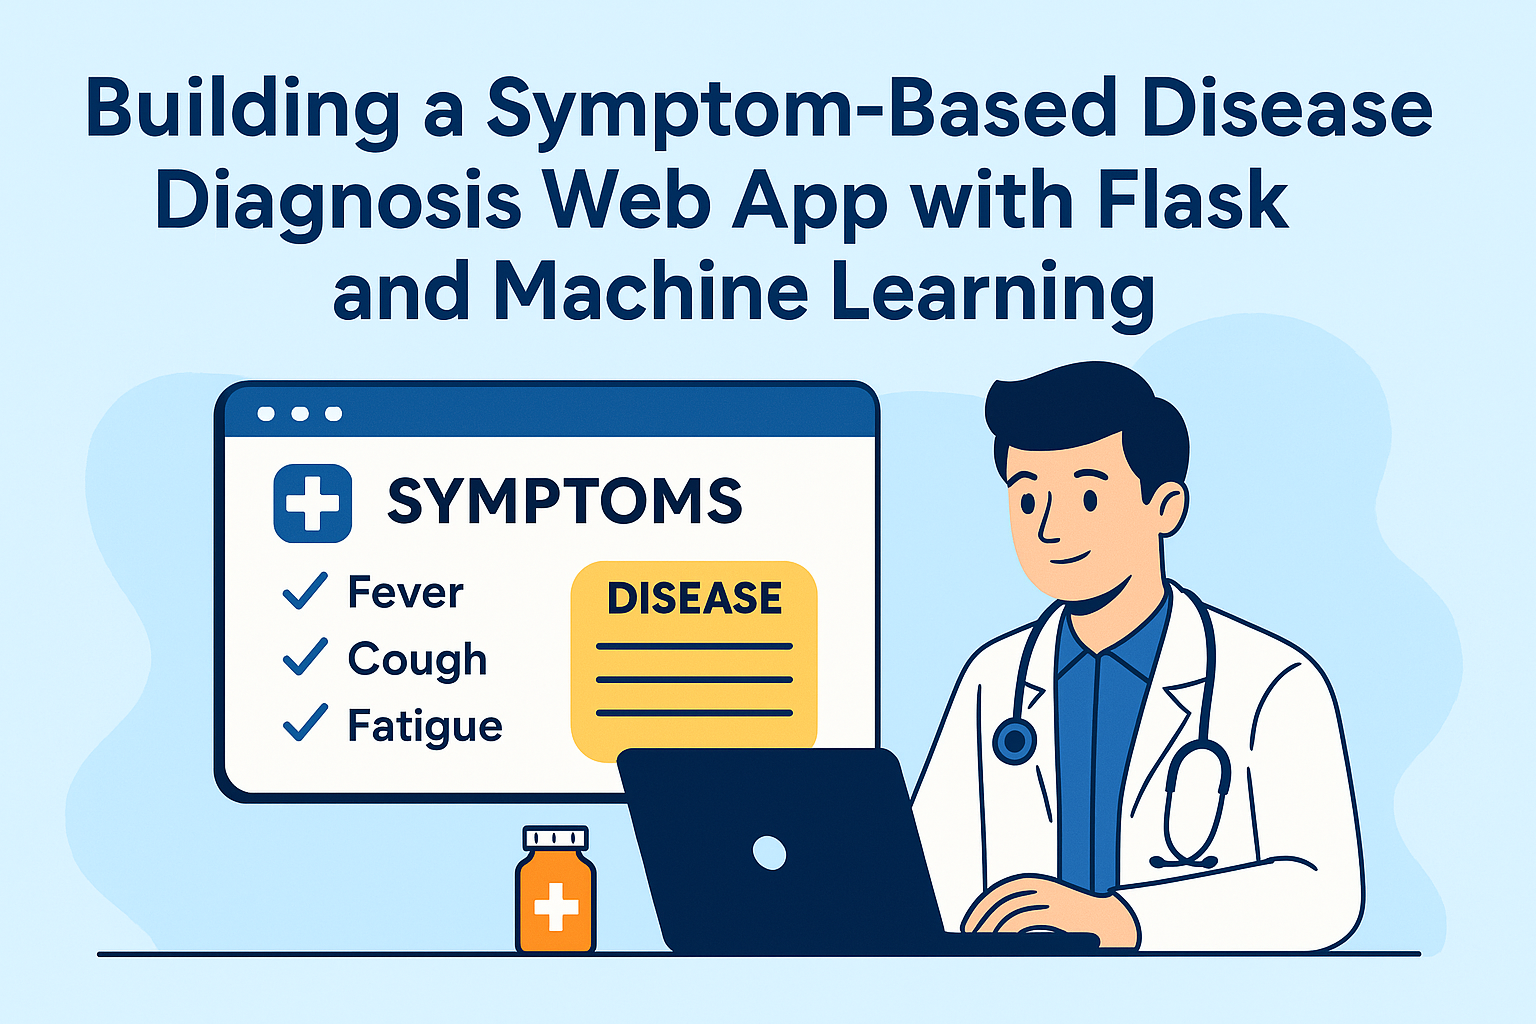 Building a Symptom-Based Disease
Diagnosis Web App with Flask
and Machine Learning
SYMPTOMS
Fever
Cough
Fatigue
DISEASE